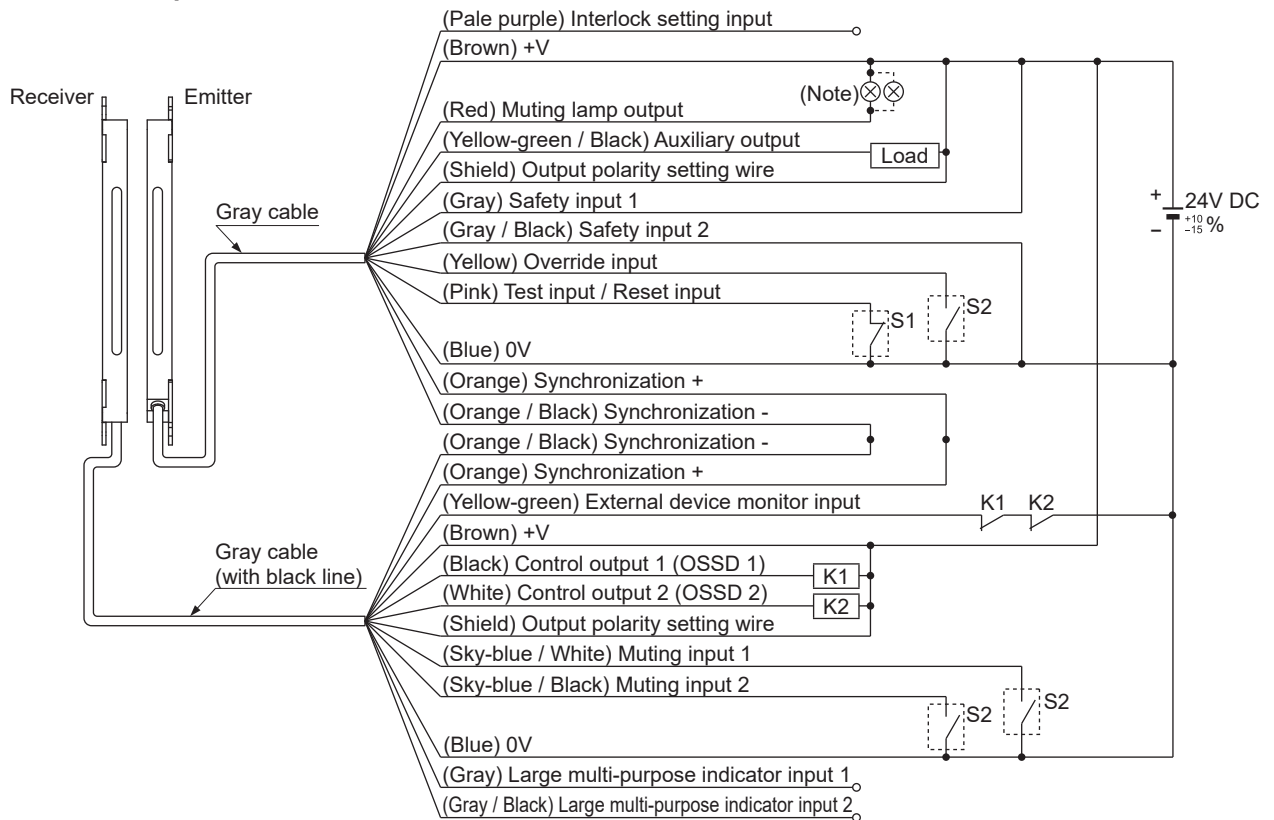 (Pale purple) Interlock setting input
(Brown) +V
Receiver
Emitter
(Note)
(Red) Muting lamp output
(Yellow-green / Black) Auxiliary output
Load
(Shield) Output polarity setting wire
(Gray) Safety input 1
Gray cable
(Gray / Black) Safety input 2
+
24V DC
–
+10
–15 %
(Yellow) Override input
(Pink) Test input / Reset input
S1
S2
(Blue) 0V
(Orange) Synchronization +
(Orange / Black) Synchronization -
(Orange / Black) Synchronization -
(Orange) Synchronization +
(Yellow-green) External device monitor input
K1
K2
(Brown) +V
Gray cable
(with black line)
(Black) Control output 1 (OSSD 1)
K1
(White) Control output 2 (OSSD 2)
K2
(Shield) Output polarity setting wire
(Sky-blue / White) Muting input 1
(Sky-blue / Black) Muting input 2
S2
S2
(Blue) 0V
(Gray) Large multi-purpose indicator input 1
(Gray / Black) Large multi-purpose indicator input 2